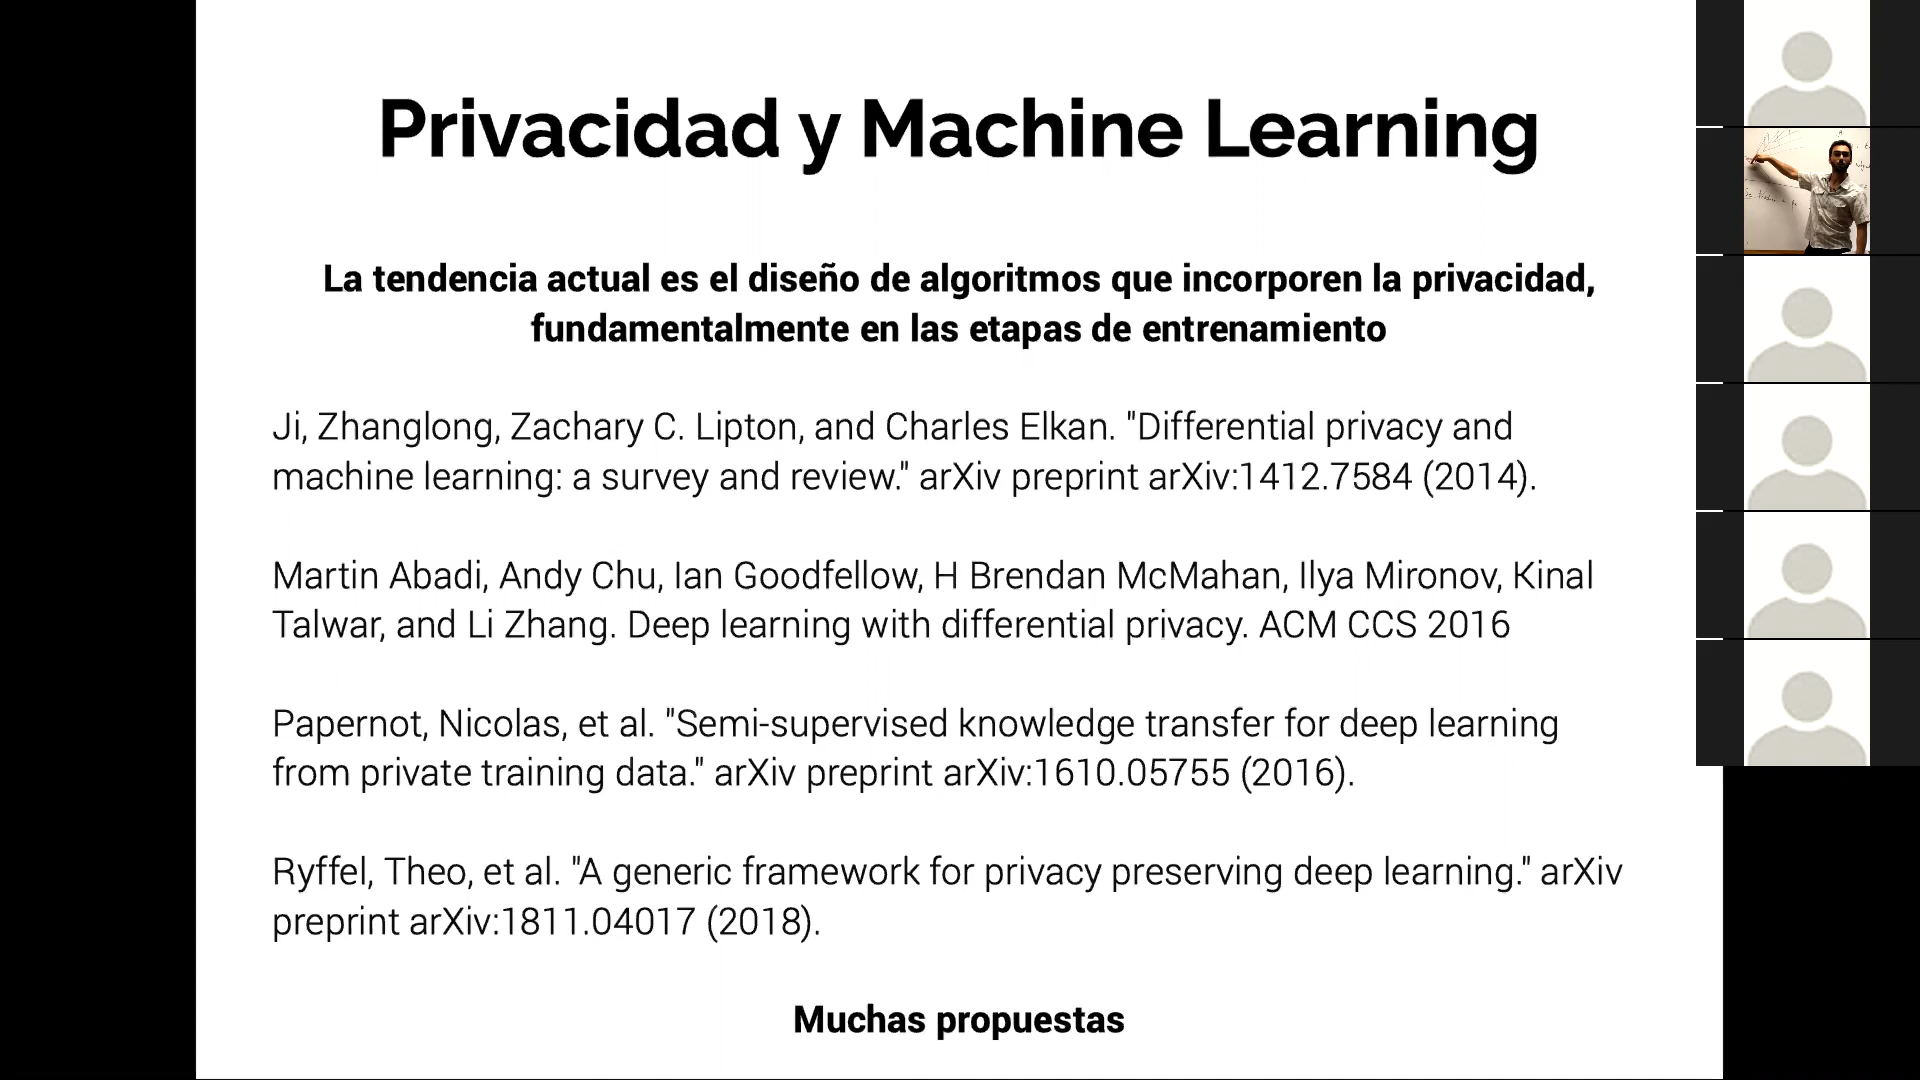 Privacidad y Machine Learning
La tendencia actual es el diseño de algoritmos que incorporen la privacidad,
fundamentalmente en las etapas de entrenamiento
Ji, Zhanglong, Zachary C. Lipton, and Charles Elkan. "Differential privacy and
machine learning: a survey and review." arXiv preprint arXiv:1412.7584 (2014).
Martin Abadi, Andy Chu, Ian Goodfellow, H Brendan McMahan, Ilya Mironov, Kinal
Talwar, and Li Zhang. Deep learning with differential privacy. ACM CCS 2016
Papernot, Nicolas, et al. "Semi-supervised knowledge transfer for deep learning
from private training data." arXiv preprint arXiv:1610.05755 (2016).
Ryffel, Theo, et al. "A generic framework for privacy preserving deep learning." arXiv
preprint arXiv:1811.04017 (2018).
Muchas propuestas